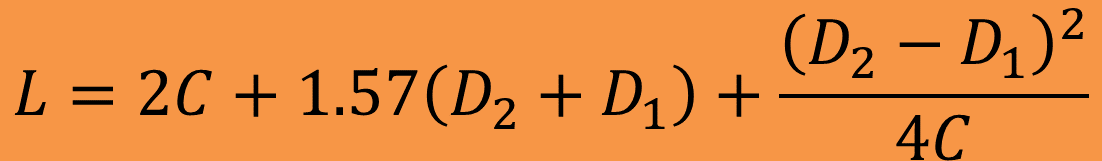 L = 2C + 1.57(D₂ + D₁) + (D₂ − D₁)² / 4C